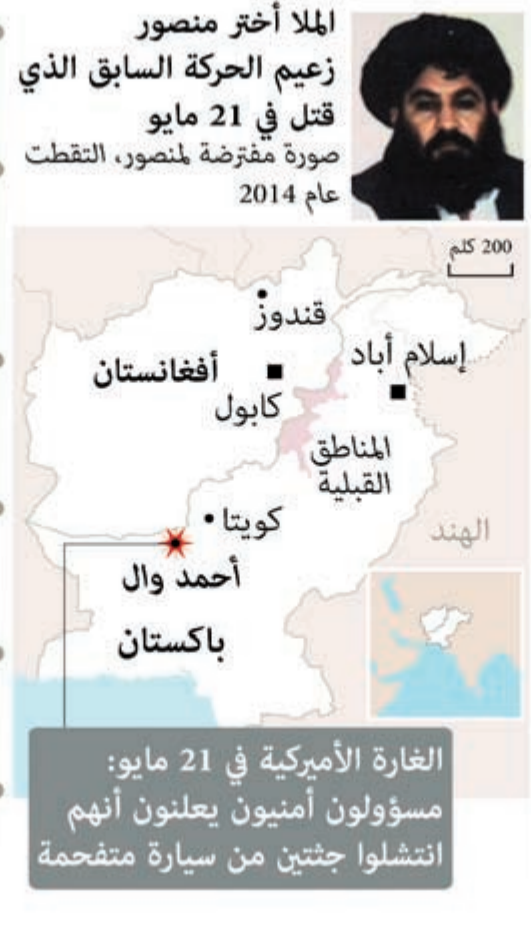 الملا أختر منصور
زعيم الحركة السابق الذي
قتل في 21 مايو
صورة مفترضة لمنصور، التقطت
عام 2014
200 كلم
قندوز
إسلام أباد
أفغانستان
كابول
المناطق
القبلية
كويتا
الهند
أحمد وال
باكستان
الغارة الأميركية في 21 مايو:
مسؤولون أمنيون يعلنون أنهم
انتشلوا جثتين من سيارة متفحمة